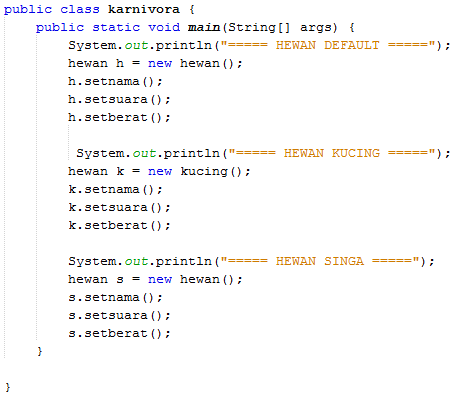 public class karnivora {
    public static void main(String[] args) {
        System.out.println("===== HEWAN DEFAULT =====");
        hewan h = new hewan();
        h.setnama();
        h.setsuara();
        h.setberat();

         System.out.println("===== HEWAN KUCING =====");
        hewan k = new kucing();
        k.setnama();
        k.setsuara();
        k.setberat();

        System.out.println("===== HEWAN SINGA =====");
        hewan s = new hewan();
        s.setnama();
        s.setsuara();
        s.setberat();
    }

}